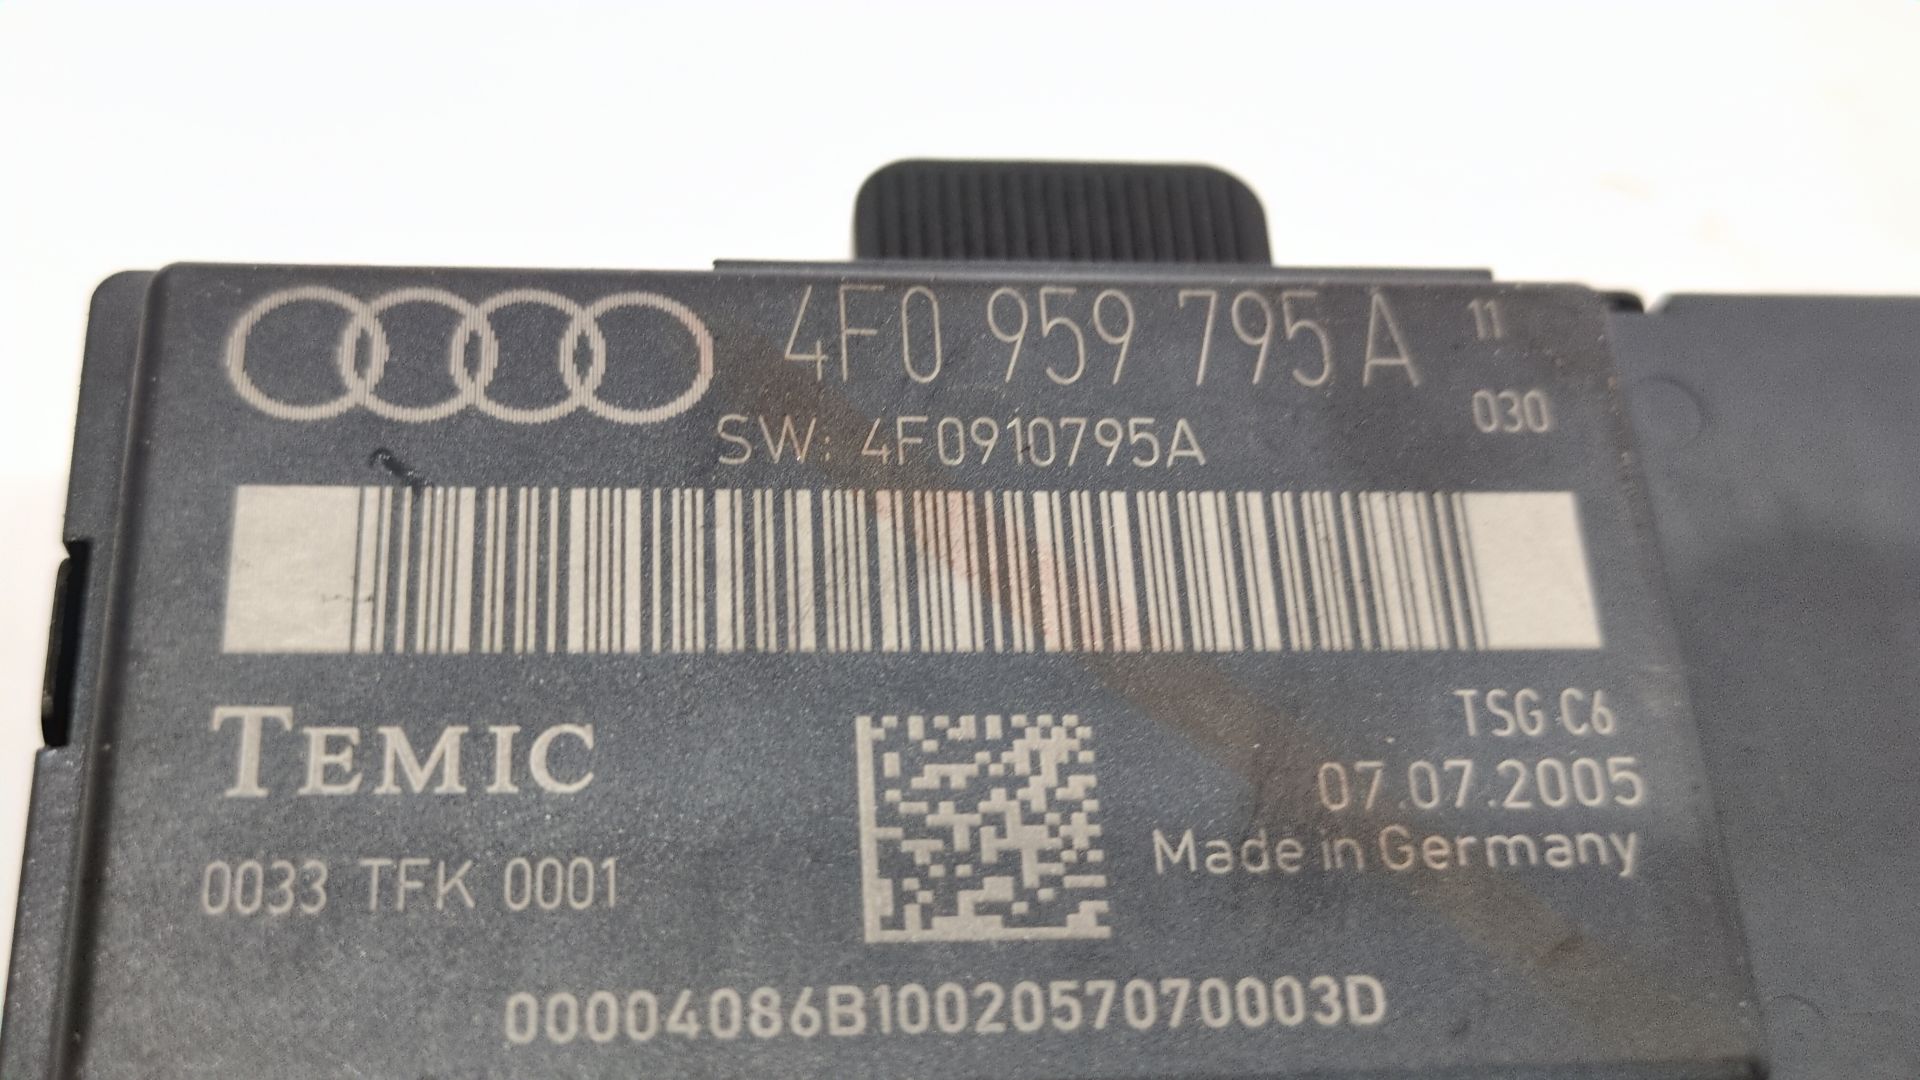 4F0 959 795 A 11
030
SW: 4F0910795A
TEMIC
TSG C6
07.07.2005
Made in Germany
0033 TFK 0001
00004086B1002057070003D